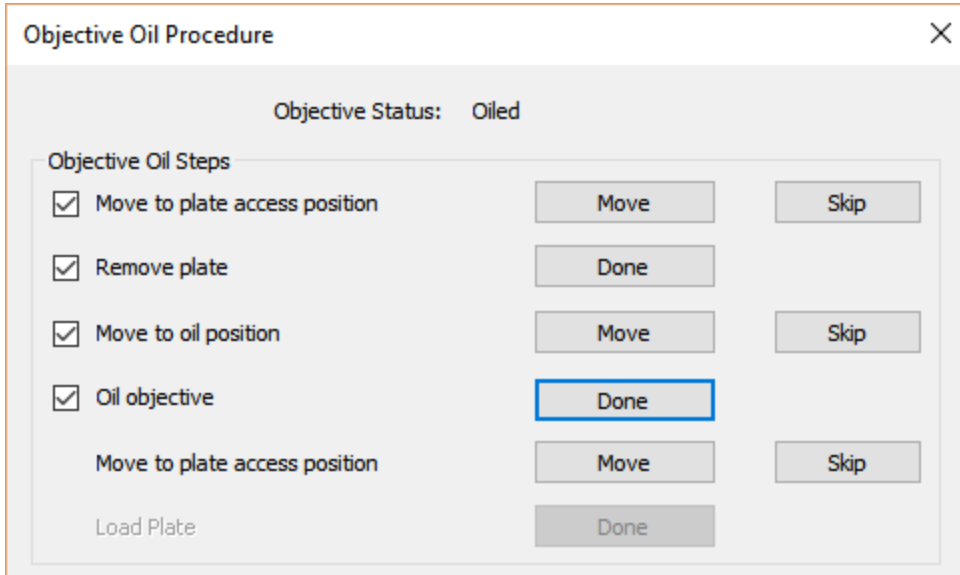 Objective Oil Procedure
Objective Status: Oiled
Objective Oil Steps
Move to plate access position Move Skip
Remove plate Done
Move to oil position Move Skip
Oil objective Done
Move to plate access position Move Skip
Load Plate Done